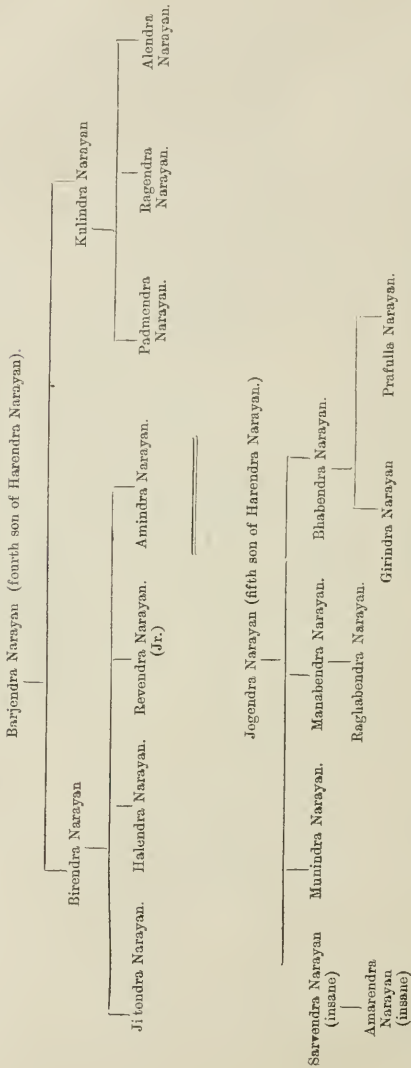 Barjendra Narayan (fourth son of Harendra Narayan).
Birendra Narayan
Kulindra Narayan
Jitondra Narayan.
Halendra Narayan.
Revendra Narayan.
(Jr.)
Amindra Narayan.
Padmendra
Narayan.
Ragendra
Narayan.
Alendra
Narayan.
Jogendra Narayan (fifth son of Harendra Narayan.)
Sarvendra Narayan
(insane)
Munindra Narayan.
Manabendra Narayan.
Bhabendra Narayan.
Amarendra
Narayan
(insane)
Raghabendra Narayan.
Girindra Narayan
Prafulla Narayan.